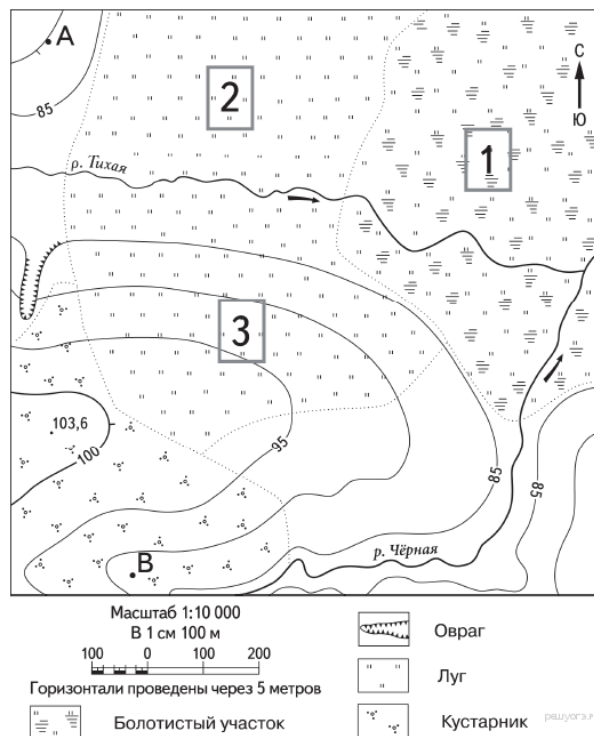 А
85
2
С
Ю
1
р. Тихая
3
103,6
100
95
85
85
В
р. Чёрная
Масштаб 1:10 000
В 1 см 100 м
100 0 100 200
Горизонтали проведены через 5 метров
Болотистый участок
Овраг
Луг
Кустарник